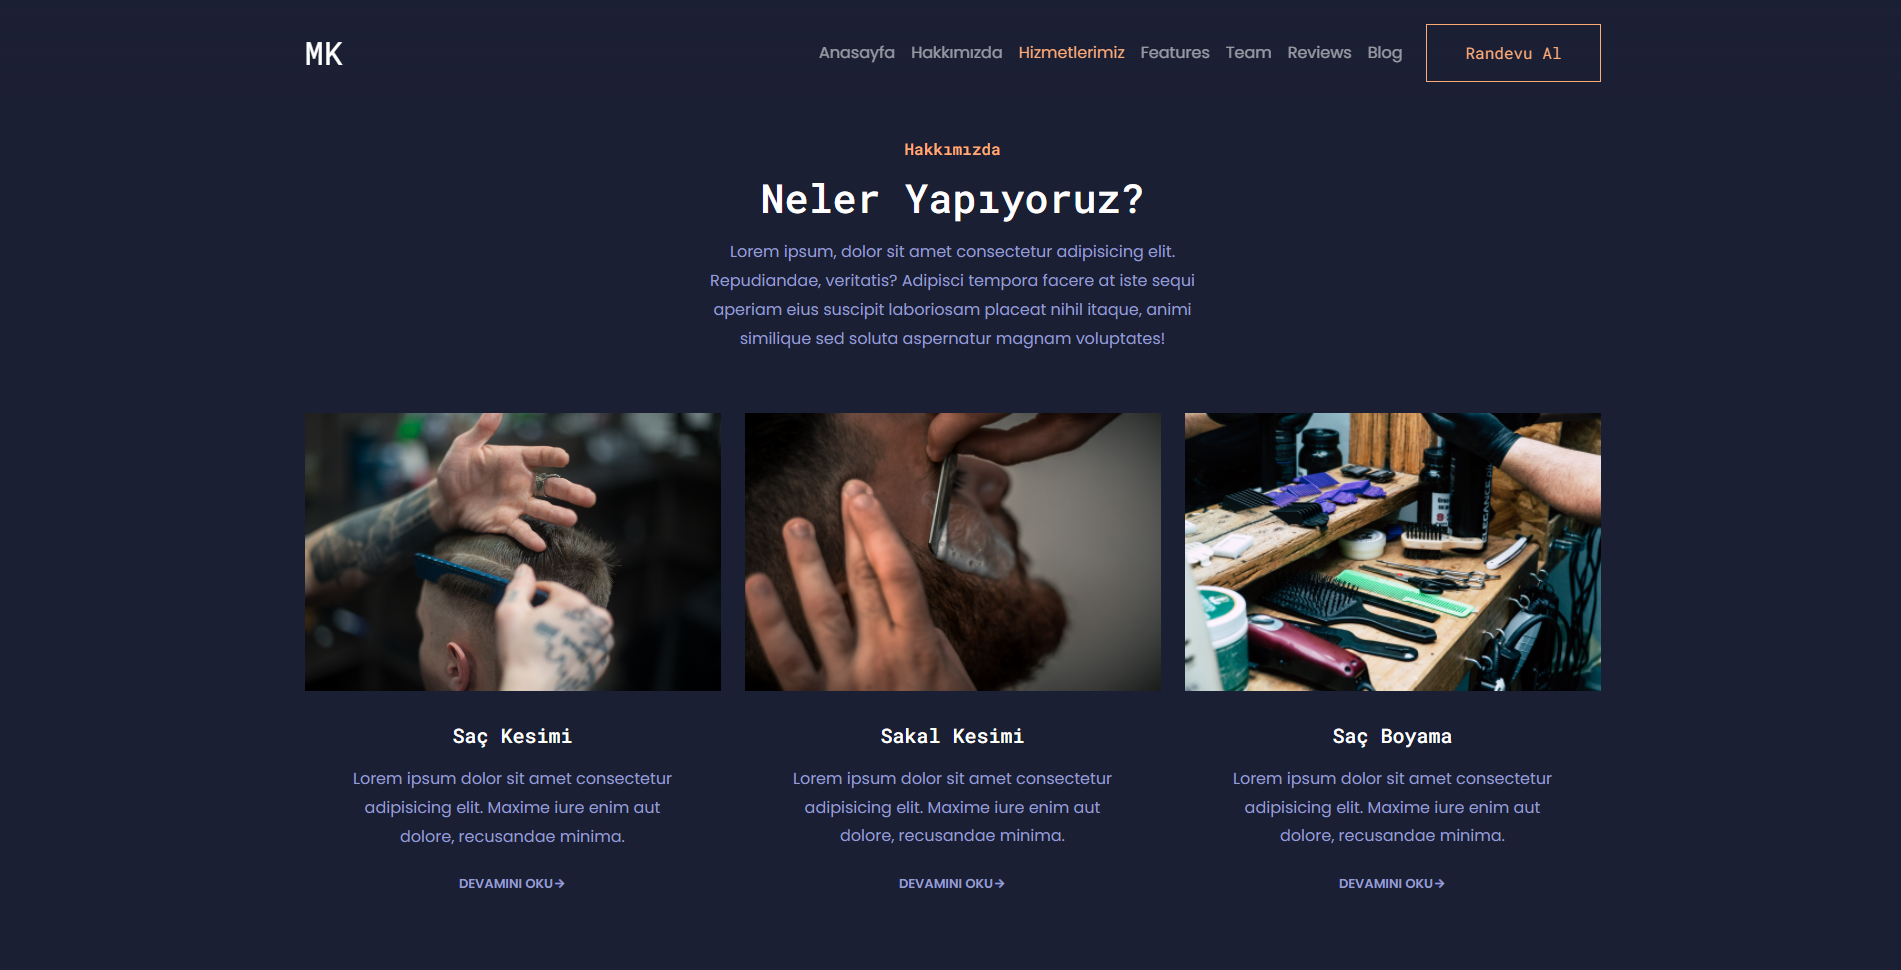 MK
Anasayfa Hakkımızda Hizmetlerimiz Features Team Reviews Blog Randevu Al
Hakkımızda
Neler Yapıyoruz?
Lorem ipsum, dolor sit amet consectetur adipisicing elit.
Repudiandae, veritatis? Adipisci tempora facere at iste sequi
aperiam eius suscipit laboriosam placeat nihil itaque, animi
similique sed soluta aspernatur magnam voluptates!
ELEGANCE
Saç Kesimi
Lorem ipsum dolor sit amet consectetur
adipisicing elit. Maxime iure enim aut
dolore, recusandae minima.
DEVAMINI OKU→
Sakal Kesimi
Lorem ipsum dolor sit amet consectetur
adipisicing elit. Maxime iure enim aut
dolore, recusandae minima.
DEVAMINI OKU→
Saç Boyama
Lorem ipsum dolor sit amet consectetur
adipisicing elit. Maxime iure enim aut
dolore, recusandae minima.
DEVAMINI OKU→